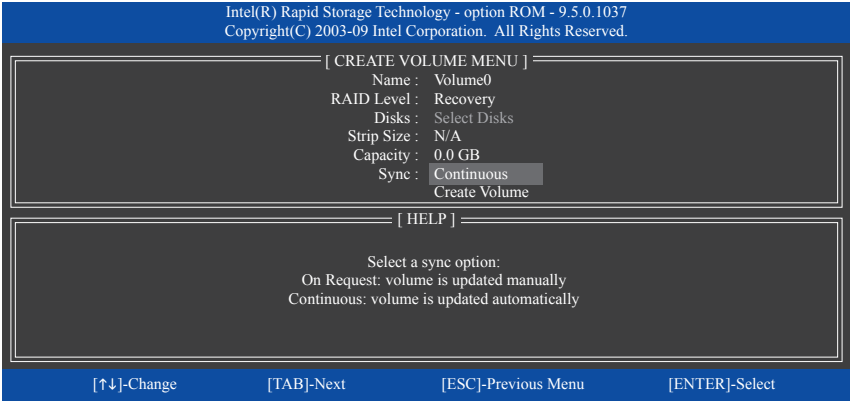 Intel(R) Rapid Storage Technology - option ROM - 9.5.0.1037
Copyright(C) 2003-09 Intel Corporation.  All Rights Reserved.
[ CREATE VOLUME MENU ]
Name :  Volume0
RAID Level :  Recovery
Disks :  Select Disks
Strip Size :  N/A
Capacity :  0.0 GB
Sync :  Continuous
Create Volume
[ HELP ]
Select a sync option:
On Request: volume is updated manually
Continuous: volume is updated automatically
[↑↓]-Change  [TAB]-Next  [ESC]-Previous Menu  [ENTER]-Select